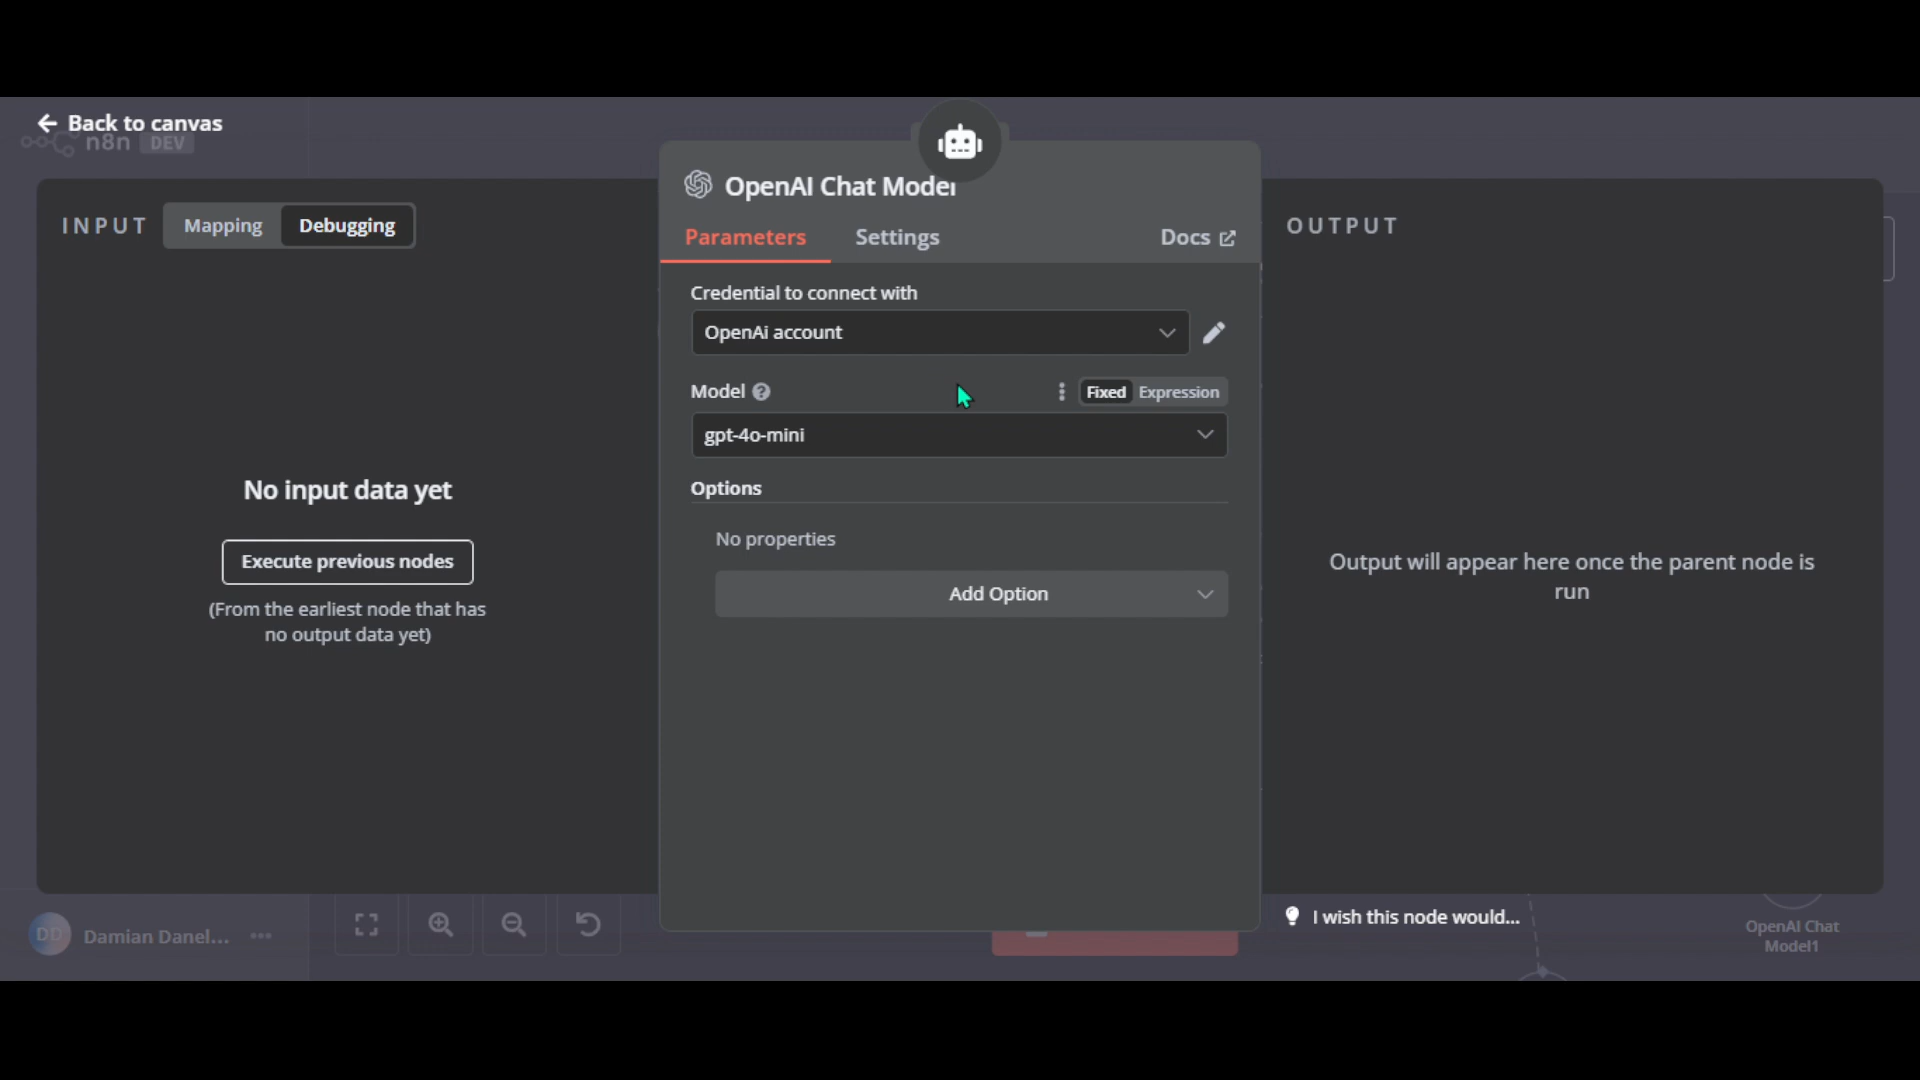 Back to canvas
n8n DEV
INPUT
Mapping
Debugging
No input data yet
Execute previous nodes
(From the earliest node that has
no output data yet)
OpenAI Chat Model
Parameters
Settings
Docs
Credential to connect with
OpenAi account
Model
Fixed
Expression
gpt-4o-mini
Options
No properties
Add Option
OUTPUT
Output will appear here once the parent node is
run
I wish this node would...
DD
Damian Danel...
OpenAI Chat
Model1